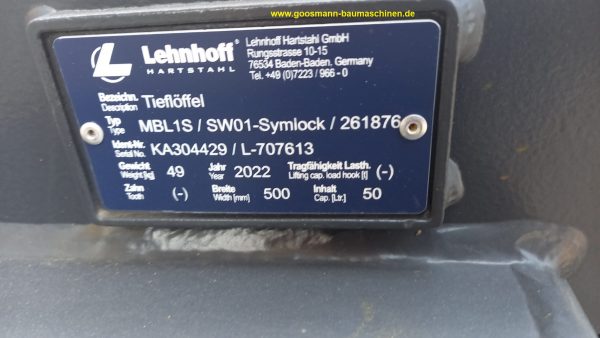 www.goosmann-baumaschinen.de
Lehnhoff®
HARTSTAHL
Lehnhoff Hartstahl GmbH
Rungsstrasse 10-15
76534 Baden-Baden. Germany
Tel. +49 (0)7223 / 966 - 0
Bezeichn. Tieflöffel
Description
Typ MBL1S / SW01-Symlock / 261876
Type
Ident-Nr. KA304429 / L-707613
Serial No.
Gewicht 49 Jahr 2022 Tragfähigkeit Lasth. (-)
Weight [kg] Year Lifting cap. load hook [t]
Zahn (-) Breite 500 Inhalt 50
Tooth Width [mm] Cap. [Ltr.]